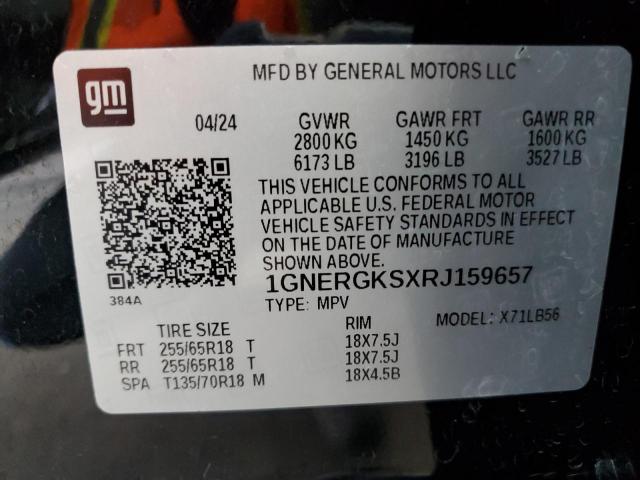 gm
MFD BY GENERAL MOTORS LLC
04/24 GVWR GAWR FRT GAWR RR
2800 KG 1450 KG 1600 KG
6173 LB 3196 LB 3527 LB
THIS VEHICLE CONFORMS TO ALL
APPLICABLE U.S. FEDERAL MOTOR
VEHICLE SAFETY STANDARDS IN EFFECT
ON THE DATE OF MANUFACTURE
SHOWN ABOVE.
1GNERGKSXRJ159657
384A
TYPE: MPV MODEL: X71LB56
TIRE SIZE RIM
FRT 255/65R18 T 18X7.5J
RR 255/65R18 T 18X7.5J
SPA T135/70R18 M 18X4.5B